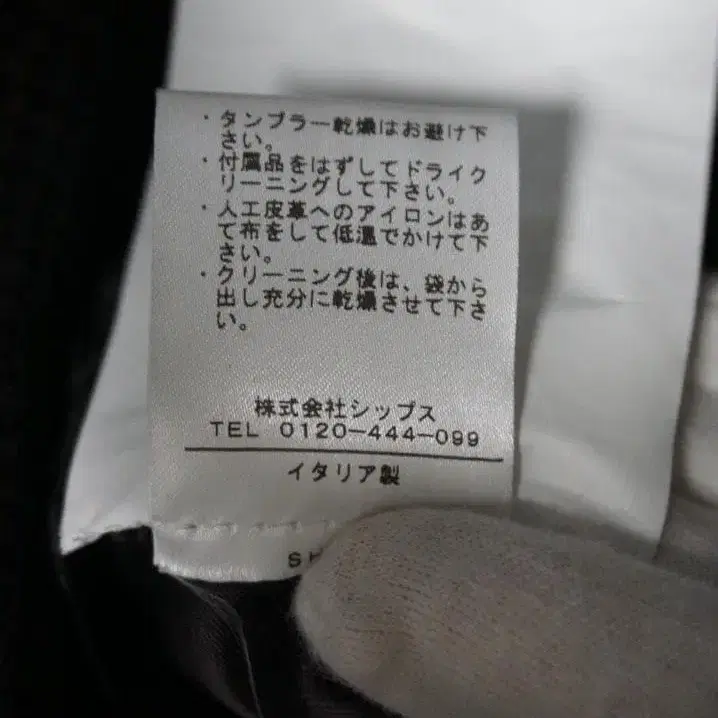 ・タンブラー乾燥はお避け下
さい。
・付属品をはずしてドライク
リーニングして下さい。
・人工皮革へのアイロンはあ
て布をして低温でかけて下
さい。
・クリーニング後は、袋から
出し充分に乾燥させて下さ
い。
株式会社シップス
TEL 0120-444-099
イタリア製